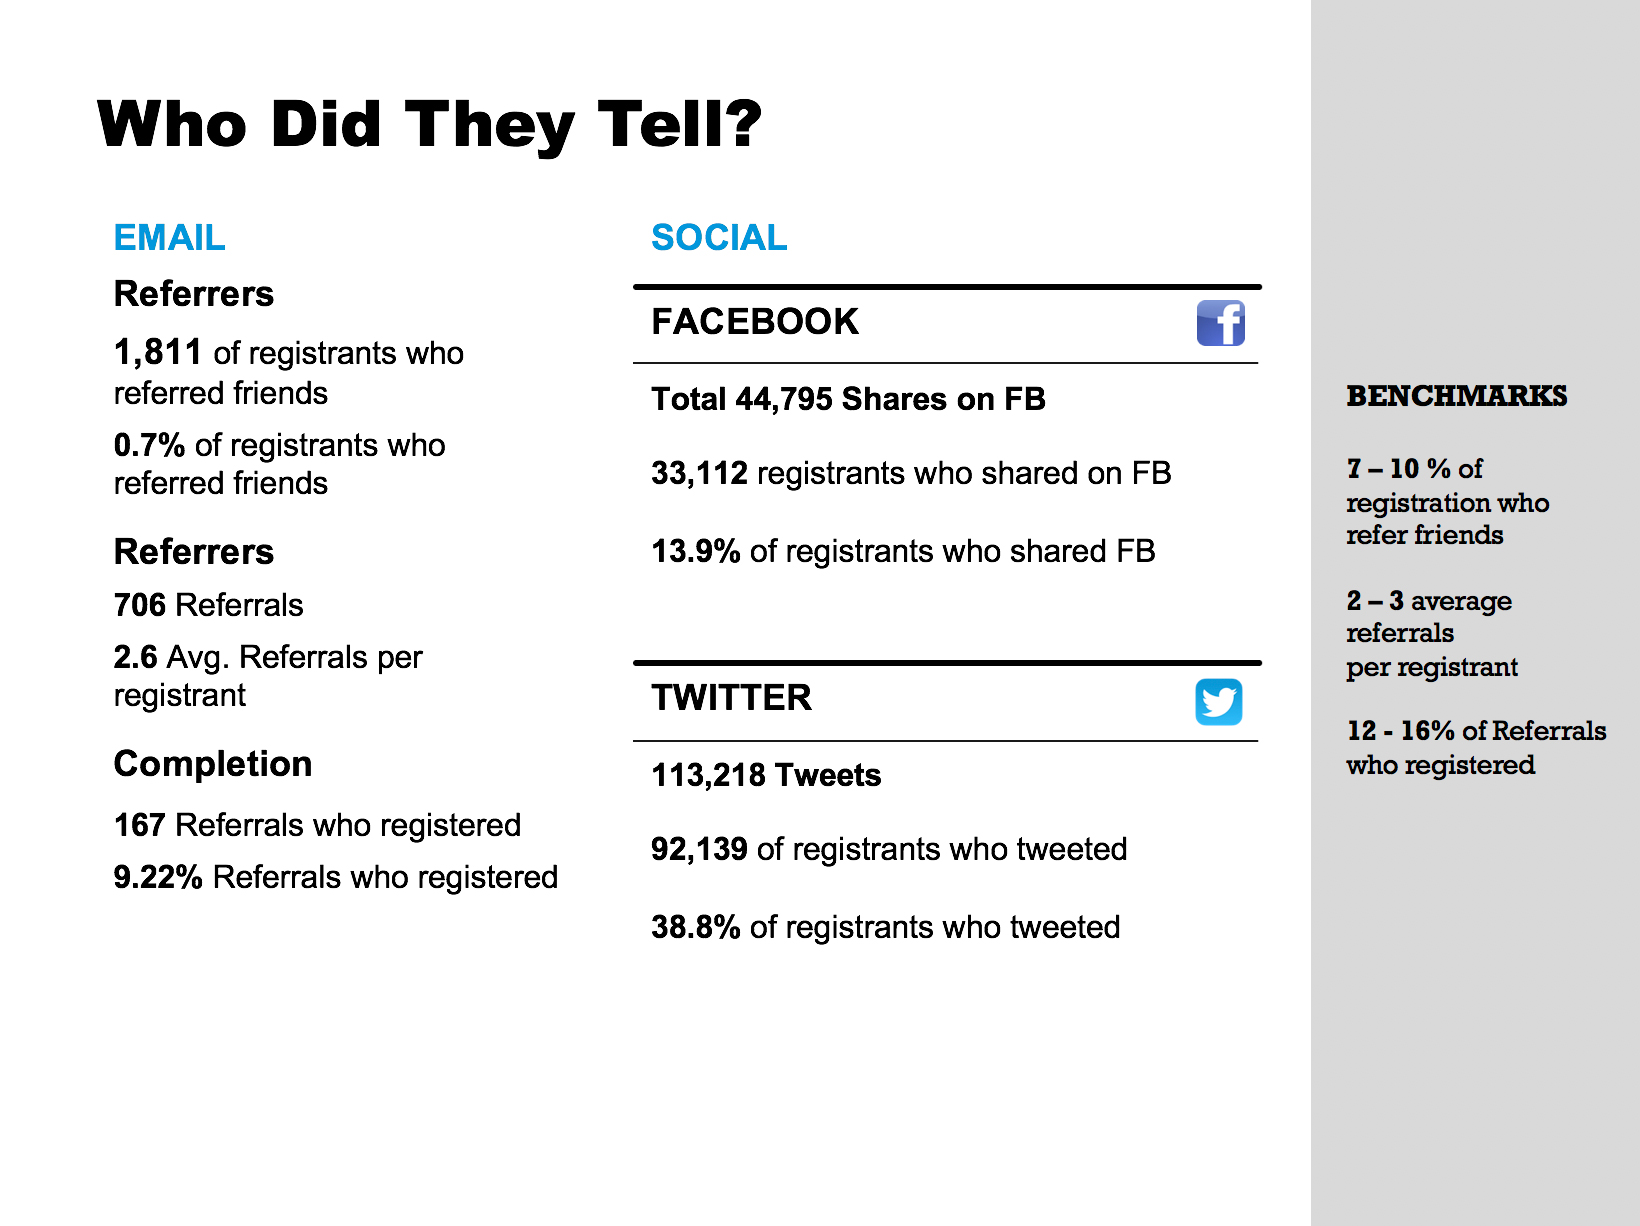 Who Did They Tell?
EMAIL
Referrers
1,811 of registrants who
referred friends
0.7% of registrants who
referred friends
Referrers
706 Referrals
2.6 Avg. Referrals per
registrant
Completion
167 Referrals who registered
9.22% Referrals who registered
SOCIAL
FACEBOOK
f
Total 44,795 Shares on FB
33,112 registrants who shared on FB
13.9% of registrants who shared FB
TWITTER
113,218 Tweets
92,139 of registrants who tweeted
38.8% of registrants who tweeted
BENCHMARKS
7 – 10 % of
registration who
refer friends
2 – 3 average
referrals
per registrant
12 - 16% of Referrals
who registered